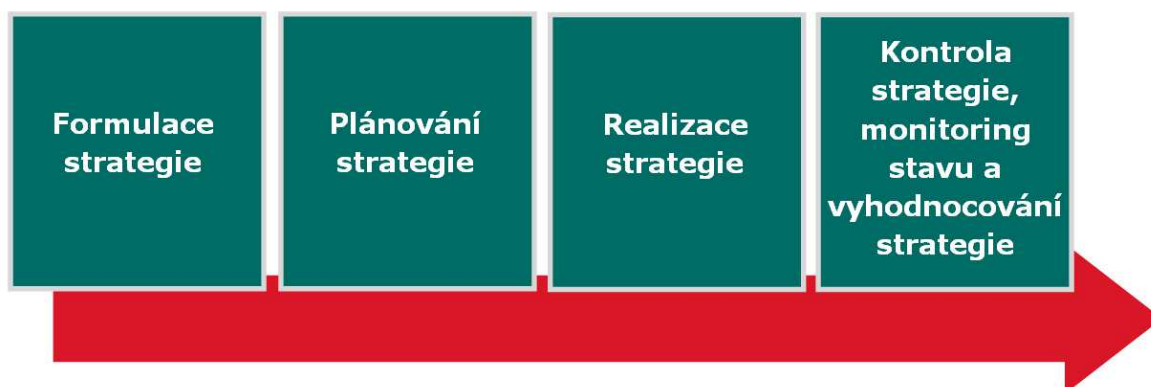 Formulace
strategie
Plánování
strategie
Realizace
strategie
Kontrola
strategie,
monitoring
stavu a
vyhodnocování
strategie